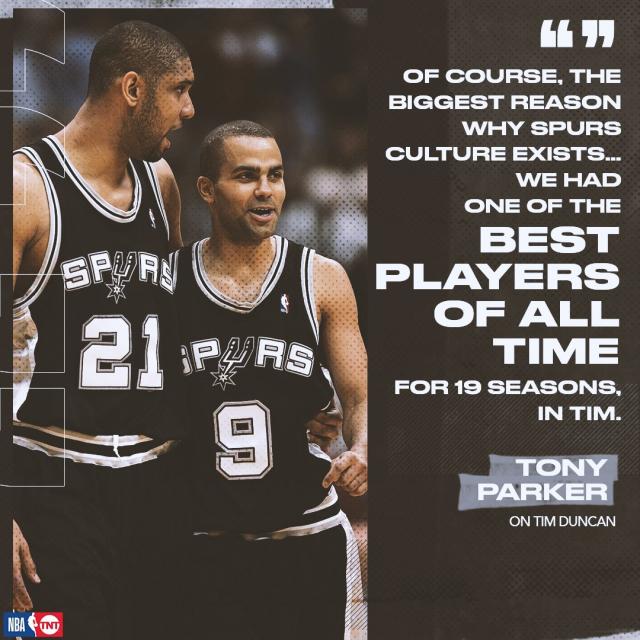 ❝❞
OF COURSE, THE
BIGGEST REASON
WHY SPURS
CULTURE EXISTS...
WE HAD
ONE OF THE
BEST
PLAYERS
OF ALL
TIME
FOR 19 SEASONS,
IN TIM.
TONY
PARKER
ON TIM DUNCAN
SPURS
21
SPURS
9
NBA TNT